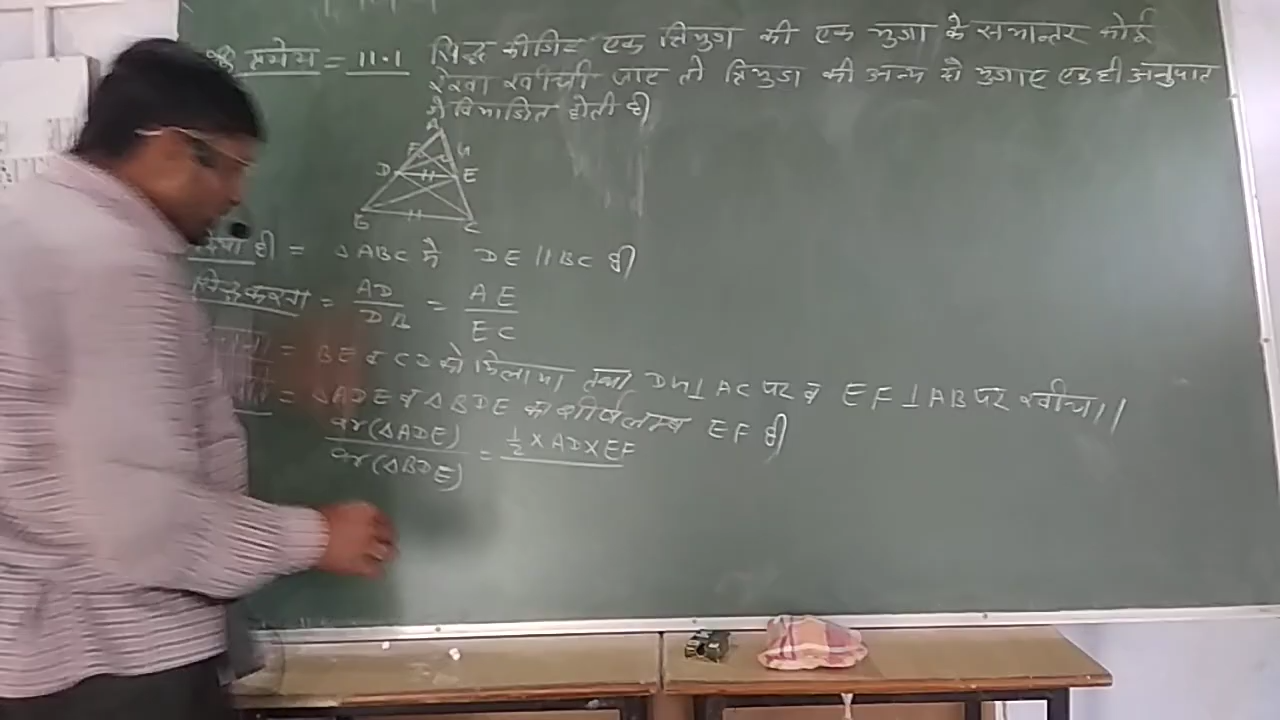 प्रमेय = 11.1 सिद्ध कीजिए एक त्रिभुज की एक भुजा के समान्तर कोई
रेखा खींची जाए तो त्रिभुज की अन्य दो भुजाए एक ही अनुपात
मे विभाजित होती है
A
F N
D E
B C
दिया है = △ABC मे DE || BC है
सिद्ध करना = AD/DB = AE/EC
= BE व CD को मिलाया तथा DN⊥AC पर व EF⊥AB पर खींचा।।
= △ADE व △BDE का शीर्षलम्ब EF है
ar(△ADE)/ar(△BDE) = ½×AD×EF